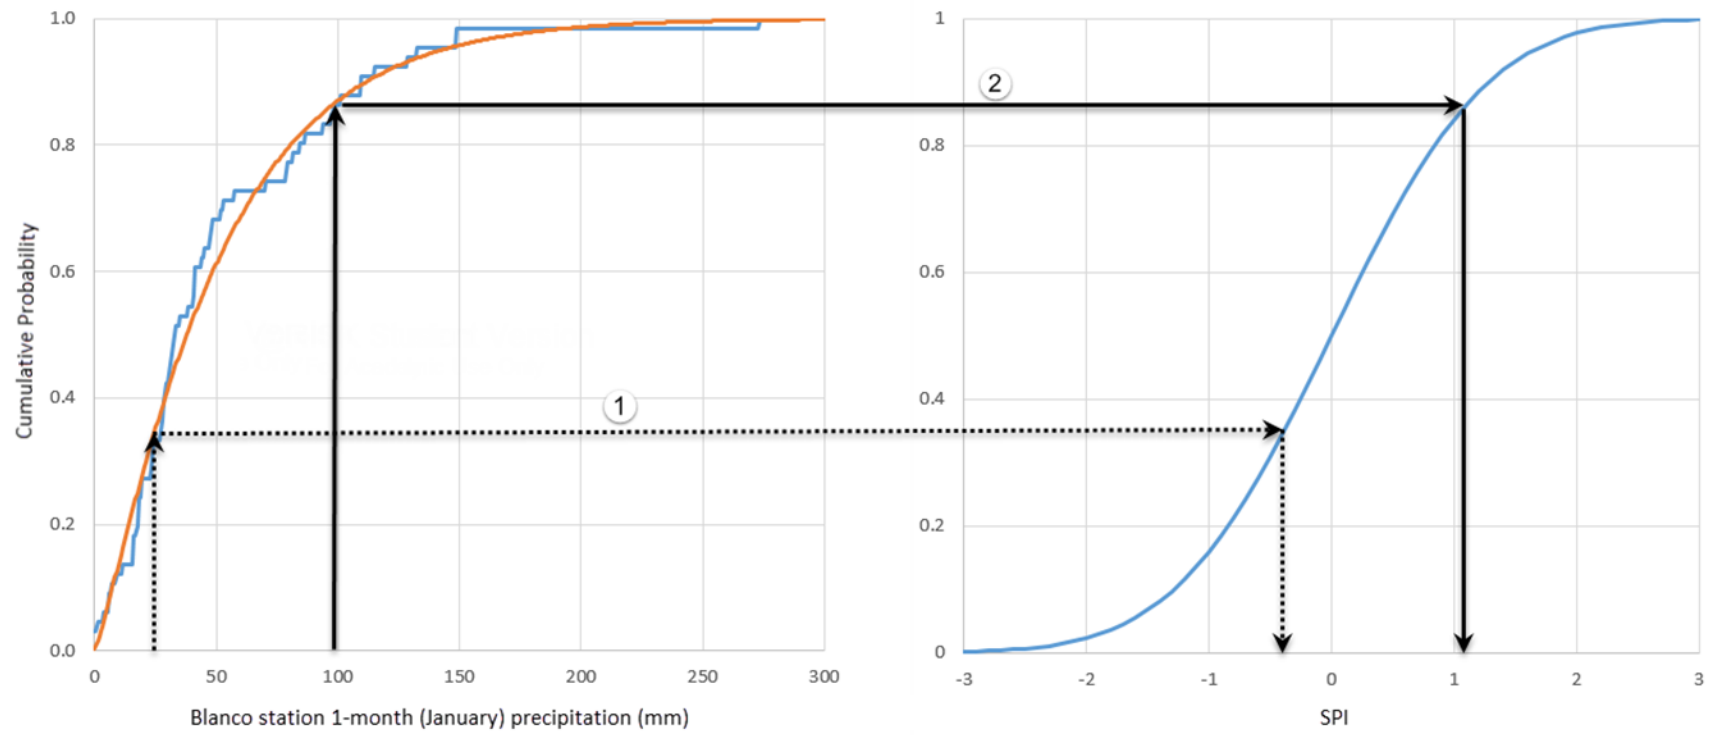 1.0
0.8
0.6
0.4
0.2
0.0
Cumulative Probability
0 50 100 150 200 250 300
Blanco station 1-month (January) precipitation (mm)
1
2
1
0.8
0.6
0.4
0.2
0
-3 -2 -1 0 1 2 3
SPI